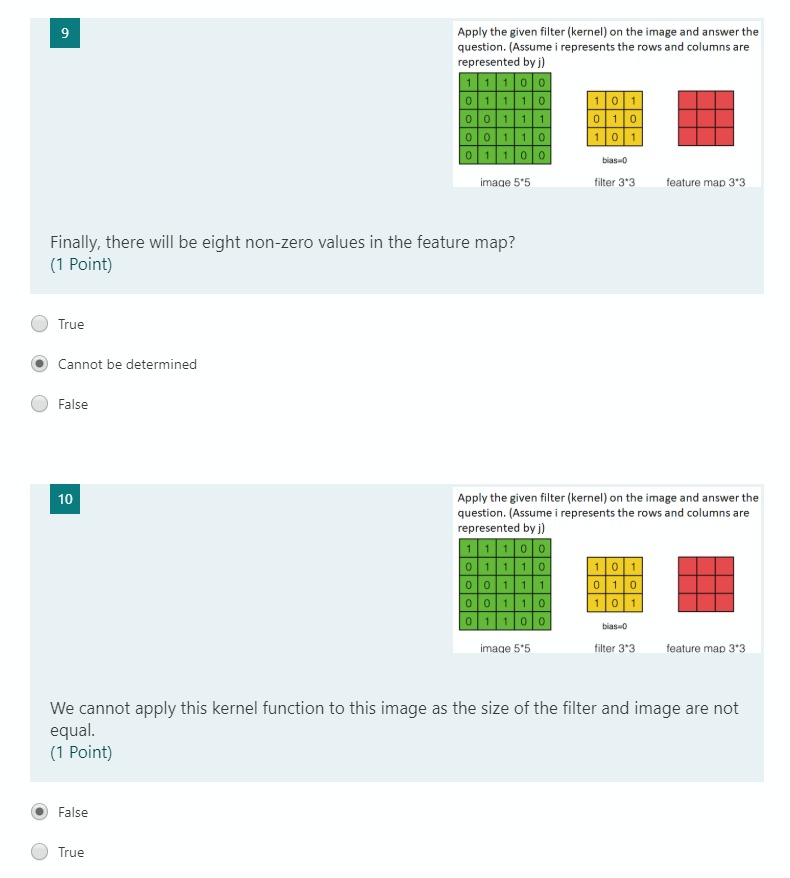 9
Apply the given filter (kernel) on the image and answer the
question. (Assume i represents the rows and columns are
represented by j)
1 1 1 0 0
0 1 1 1 0
0 0 1 1 1
0 0 1 1 0
0 1 1 0 0
1 0 1
0 1 0
1 0 1
bias=0
image 5*5
filter 3*3
feature map 3*3
Finally, there will be eight non-zero values in the feature map?
(1 Point)
True
Cannot be determined
False
10
Apply the given filter (kernel) on the image and answer the
question. (Assume i represents the rows and columns are
represented by j)
1 1 1 0 0
0 1 1 1 0
0 0 1 1 1
0 0 1 1 0
0 1 1 0 0
1 0 1
0 1 0
1 0 1
bias=0
image 5*5
filter 3*3
feature map 3*3
We cannot apply this kernel function to this image as the size of the filter and image are not
equal.
(1 Point)
False
True